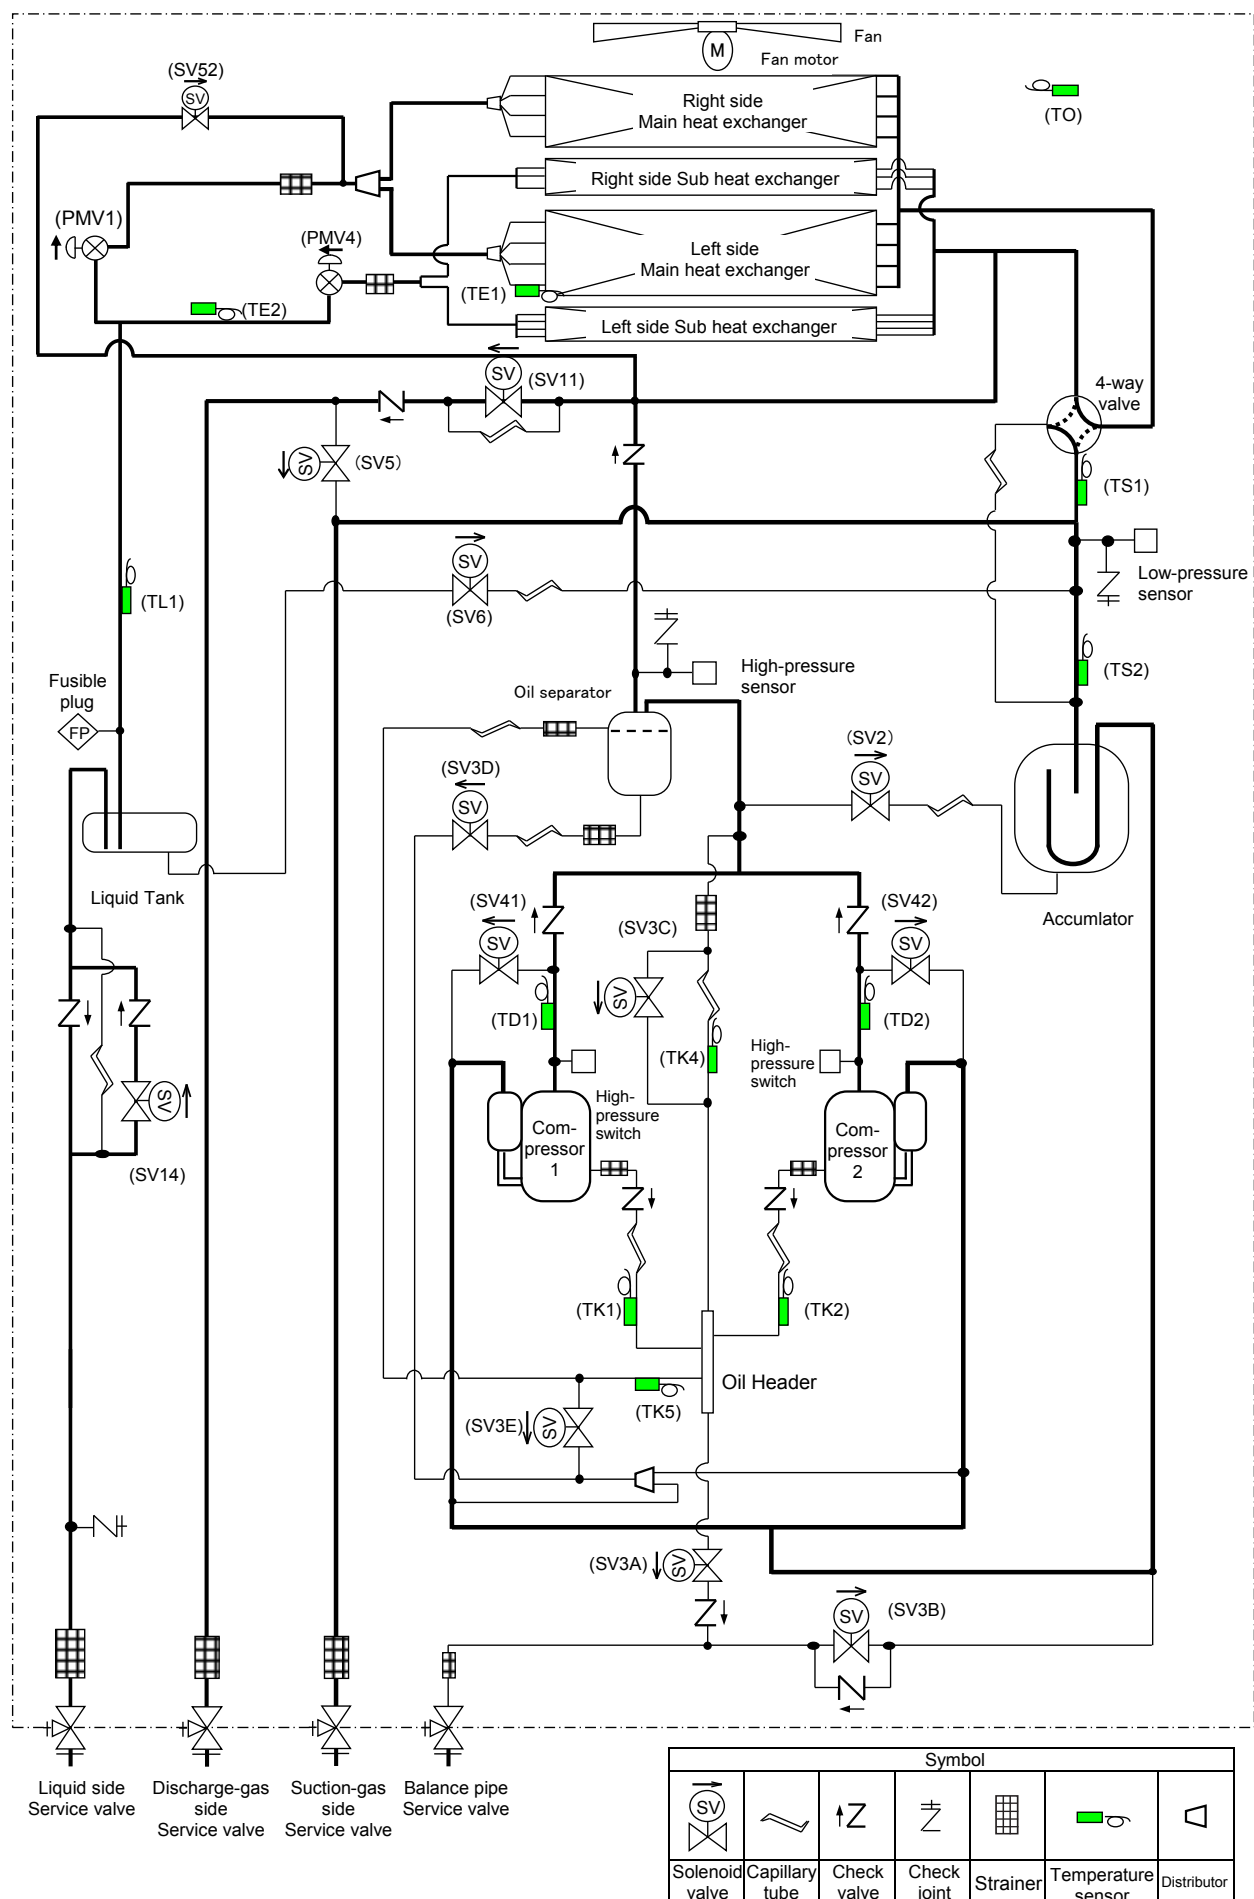 Fan
M
Fan motor
(SV52)
SV
Right side
Main heat exchanger
(TO)
Right side Sub heat exchanger
(PMV1)
(PMV4)
Left side
Main heat exchanger
(TE1)
(TE2)
Left side Sub heat exchanger
SV
(SV11)
4-way
valve
SV
(SV5)
(TS1)
SV
(SV6)
Low-pressure
sensor
(TL1)
High-pressure
sensor
(TS2)
Fusible
plug
FP
Oil separator
(SV3D)
SV
(SV2)
SV
Liquid Tank
Accumlator
(SV41)
SV
(SV3C)
SV
(SV42)
SV
(TD1)
(TK4)
(TD2)
High-
pressure
switch
High-
pressure
switch
SV
(SV14)
Com-
pressor
1
Com-
pressor
2
(TK1)
(TK2)
Oil Header
(TK5)
(SV3E)
SV
(SV3A)
SV
(SV3B)
SV
Liquid side
Service valve
Discharge-gas
side
Service valve
Suction-gas
side
Service valve
Balance pipe
Service valve
Symbol
SV
Solenoid
valve
Capillary
tube
Check
valve
Check
joint
Strainer
Temperature
sensor
Distributor